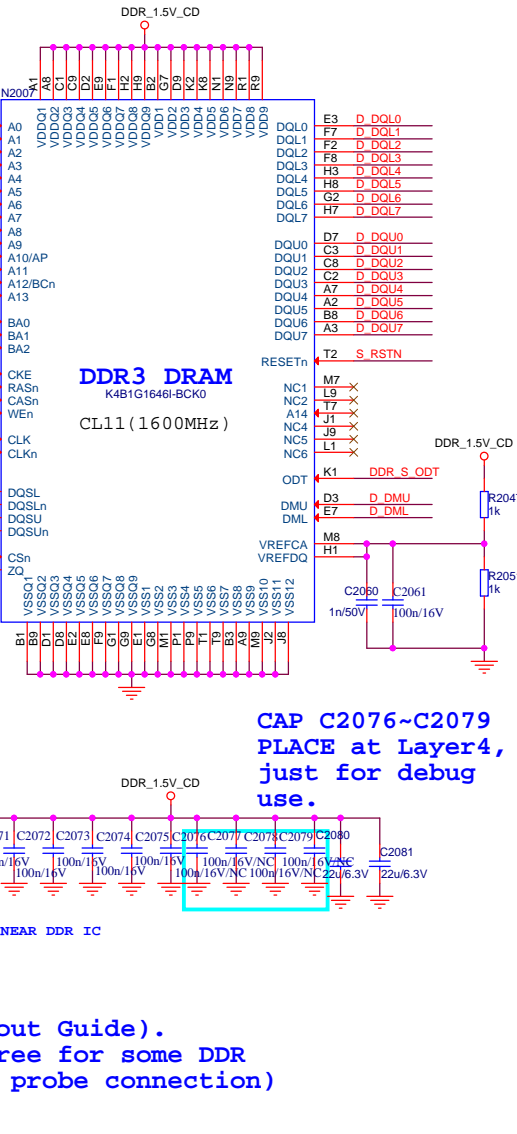 DDR_1.5V_CD
A1 A8 C1 C9 D2 E9 F1 H2 H9 B2 G7 D9 K2 K8 N1 N9 R1 R9
N2007
VDDQ1 VDDQ2 VDDQ3 VDDQ4 VDDQ5 VDDQ6 VDDQ7 VDDQ8 VDDQ9 VDD1 VDD2 VDD3 VDD4 VDD5 VDD6 VDD7 VDD8 VDD9
A0
A1
A2
A3
A4
A5
A6
A7
A8
A9
A10/AP
A11
A12/BCn
A13
BA0
BA1
BA2
CKE
RASn
CASn
WEn
CLK
CLKn
DQSL
DQSLn
DQSU
DQSUn
CSn
ZQ
DDR3 DRAM
K4B1G1646I-BCK0
CL11(1600MHz)
DQL0 E3 D_DQL0
DQL1 F7 D_DQL1
DQL2 F2 D_DQL2
DQL3 F8 D_DQL3
DQL4 H3 D_DQL4
DQL5 H8 D_DQL5
DQL6 G2 D_DQL6
DQL7 H7 D_DQL7
DQU0 D7 D_DQU0
DQU1 C3 D_DQU1
DQU2 C8 D_DQU2
DQU3 C2 D_DQU3
DQU4 A7 D_DQU4
DQU5 A2 D_DQU5
DQU6 B8 D_DQU6
DQU7 A3 D_DQU7
RESETn T2 S_RSTN
NC1 M7
NC2 L9
A14 T7
NC4 J1
NC5 J9
NC6 L1
ODT K1 DDR_S_ODT
DMU D3 D_DMU
DML E7 D_DML
VREFCA M8
VREFDQ H1
VSSQ1 VSSQ2 VSSQ3 VSSQ4 VSSQ5 VSSQ6 VSSQ7 VSSQ8 VSSQ9 VSS1 VSS2 VSS3 VSS4 VSS5 VSS6 VSS7 VSS8 VSS9 VSS10 VSS11 VSS12
B1 B9 D1 D8 E2 E8 F9 G1 G9 E1 G8 M1 P1 P9 T1 T9 B3 A9 M9 J2 J8
DDR_1.5V_CD
R204
1k
R205
1k
C2060
1n/50V
C2061
100n/16V
CAP C2076~C2079
PLACE at Layer4,
just for debug
use.
DDR_1.5V_CD
71 C2072 C2073 C2074 C2075 C2076 C2077 C2078 C2079 C2080
C2081
n/16V 100n/16V 100n/16V 100n/16V/NC 100n/16V/NC
100n/16V 100n/16V 100n/16V/NC 100n/16V/NC 22u/6.3V 22u/6.3V
NEAR DDR IC
out Guide).
ree for some DDR
probe connection)